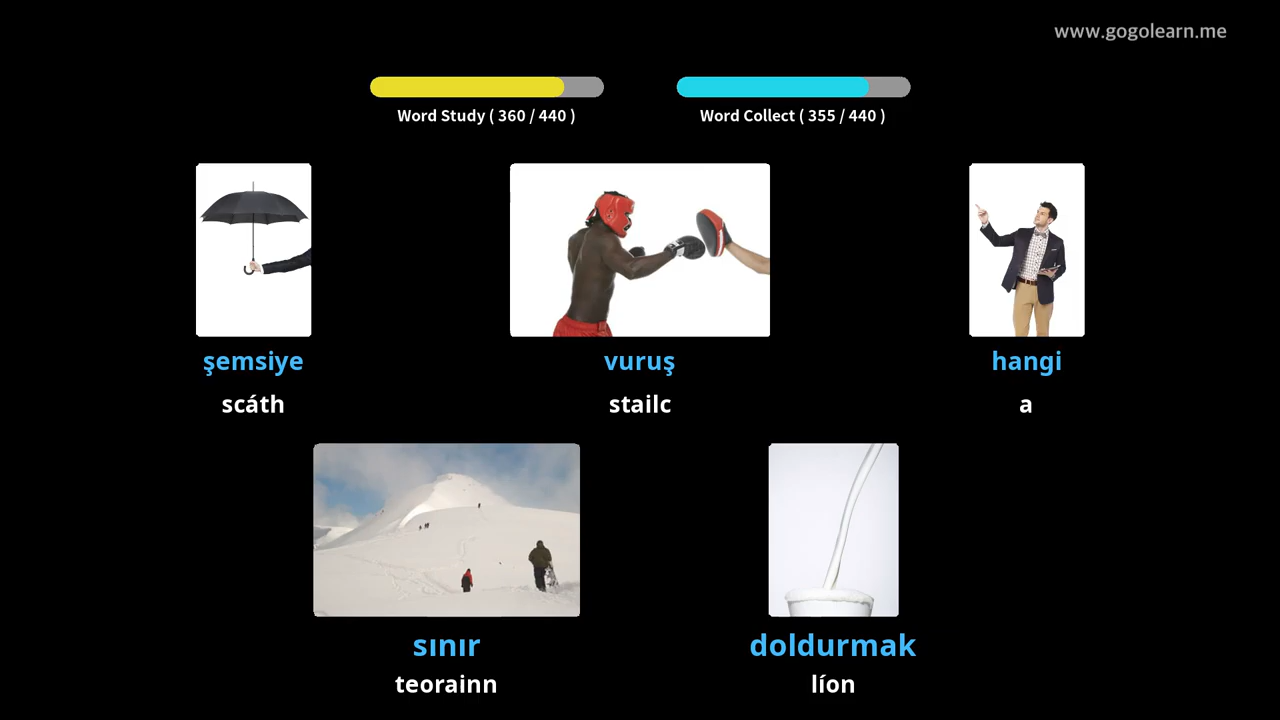 www.gogolearn.me
Word Study ( 360 / 440 )
Word Collect ( 355 / 440 )
şemsiye
scáth
vuruş
stailc
hangi
a
sınır
teorainn
doldurmak
líon